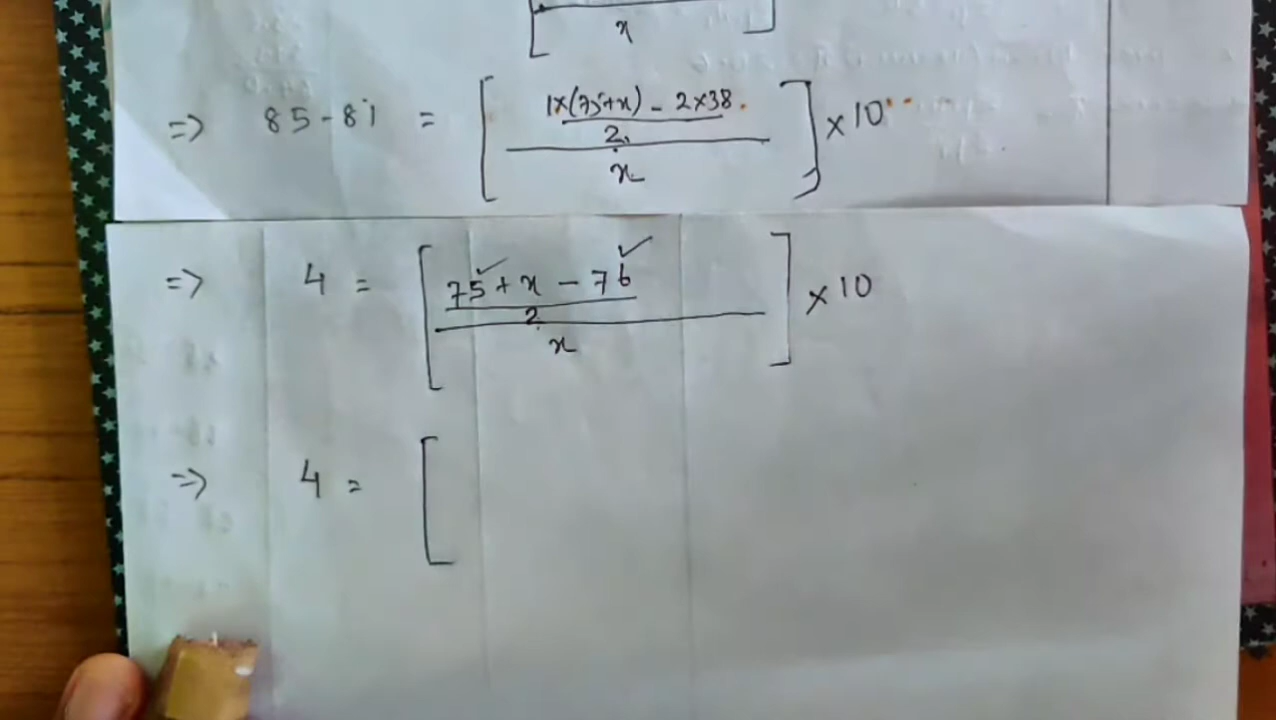 x
=> 85-81 = [ (1×(75+x) - 2×38)/2 / x ] ×10
=> 4 = [ (75+x-76)/2 / x ] ×10
=> 4 = [